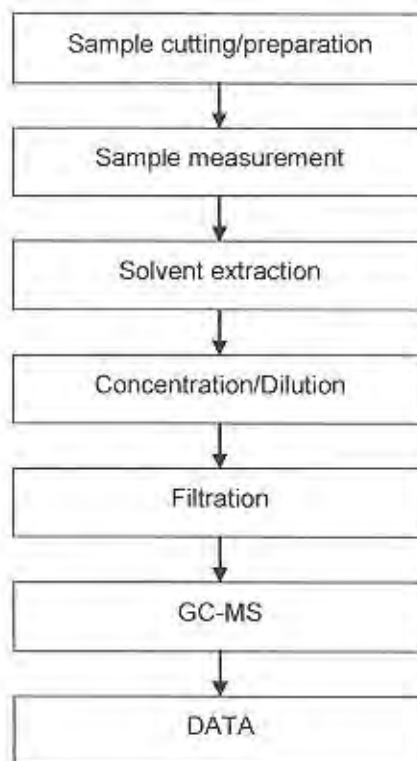 Sample cutting/preparation
Sample measurement
Solvent extraction
Concentration/Dilution
Filtration
GC-MS
DATA